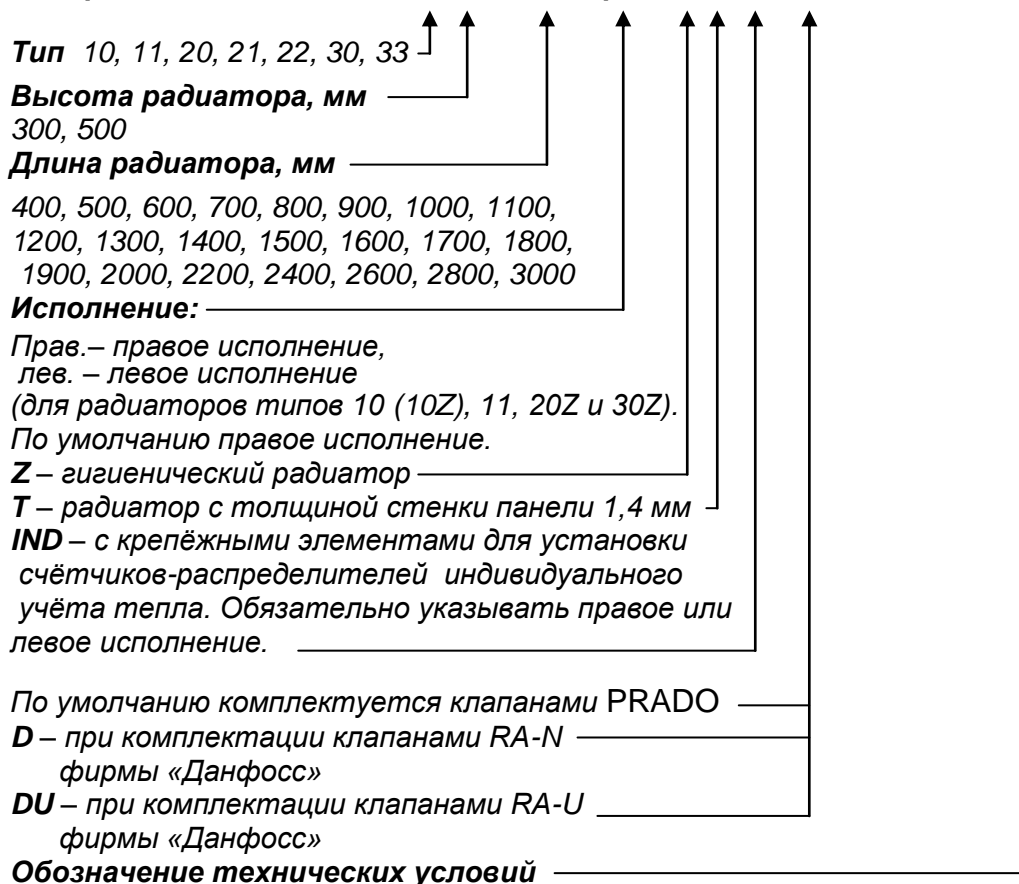 Тип 10, 11, 20, 21, 22, 30, 33
Высота радиатора, мм
300, 500
Длина радиатора, мм
400, 500, 600, 700, 800, 900, 1000, 1100,
1200, 1300, 1400, 1500, 1600, 1700, 1800,
1900, 2000, 2200, 2400, 2600, 2800, 3000
Исполнение:
Прав.– правое исполнение,
лев. – левое исполнение
(для радиаторов типов 10 (10Z), 11, 20Z и 30Z).
По умолчанию правое исполнение.
Z – гигиенический радиатор
T – радиатор с толщиной стенки панели 1,4 мм
IND – с крепёжными элементами для установки
счётчиков-распределителей индивидуального
учёта тепла. Обязательно указывать правое или
левое исполнение.
По умолчанию комплектуется клапанами PRADO
D – при комплектации клапанами RA-N
фирмы «Данфосс»
DU – при комплектации клапанами RA-U
фирмы «Данфосс»
Обозначение технических условий